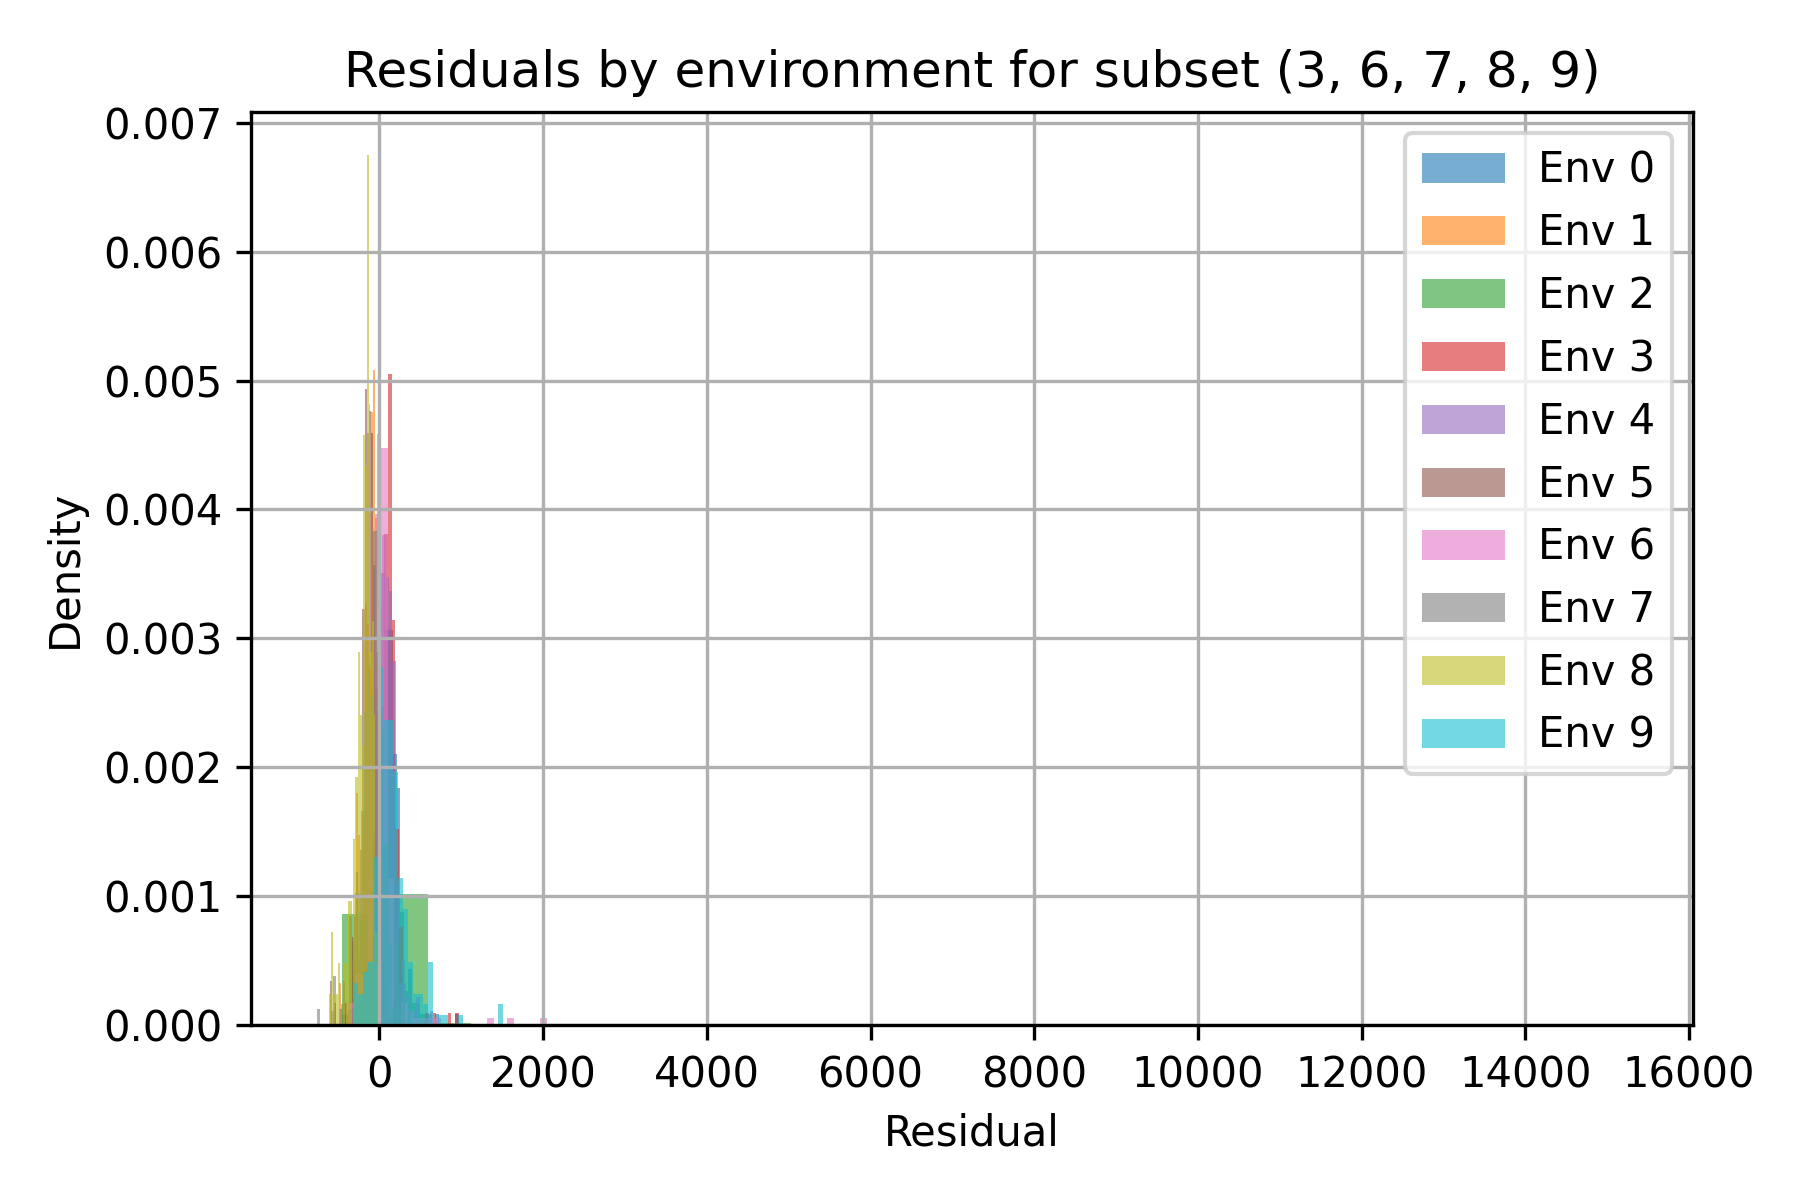 Residuals by environment for subset (3, 6, 7, 8, 9)
0.007
0.006
0.005
0.004
0.003
0.002
0.001
0.000
Density
Env 0
Env 1
Env 2
Env 3
Env 4
Env 5
Env 6
Env 7
Env 8
Env 9
0 2000 4000 6000 8000 10000 12000 14000 16000
Residual